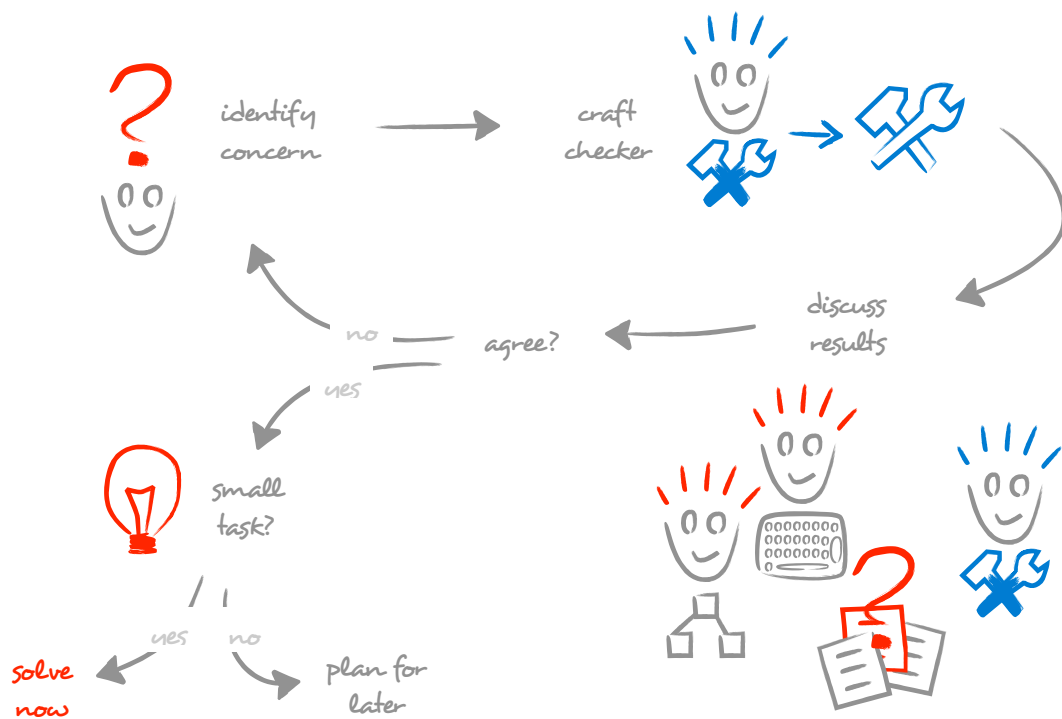 identify
concern
craft
checker
discuss
results
agree?
no
yes
small
task?
yes
no
solve
now
plan for
later